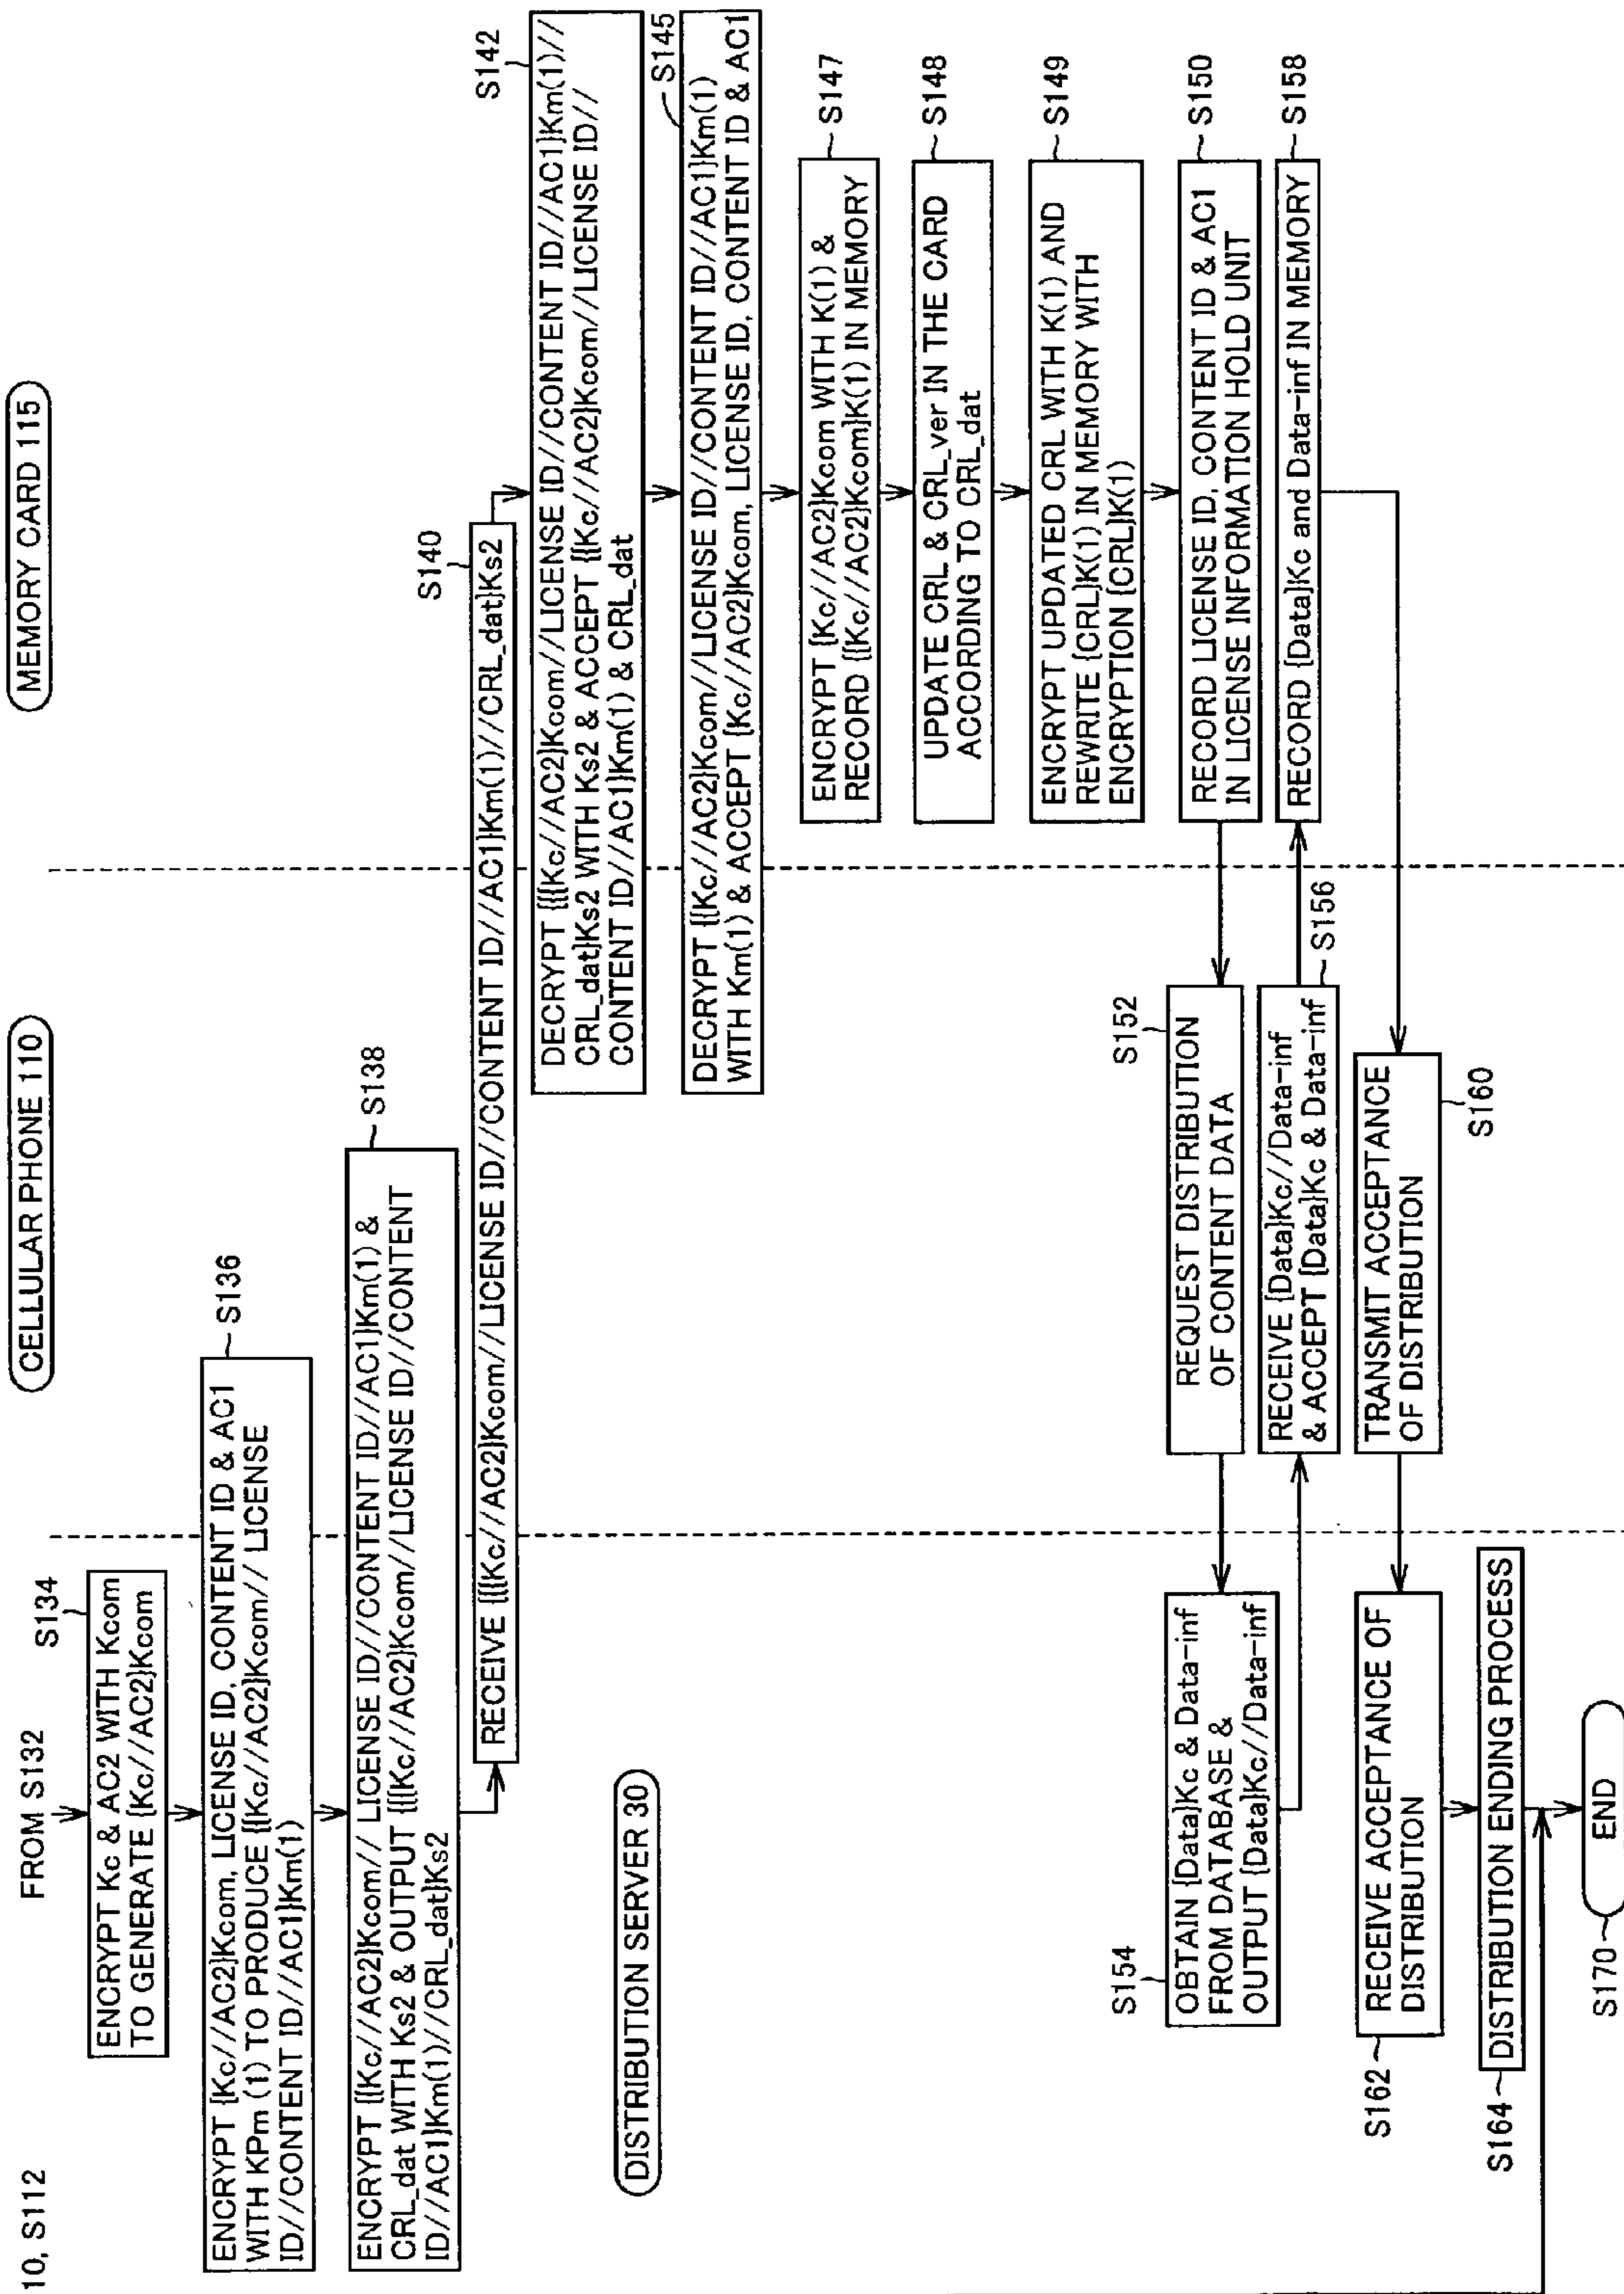 10, S112
FROM S132
CELLULAR PHONE 110
MEMORY CARD 115
S134
ENCRYPT Kc & AC2 WITH Kcom
TO GENERATE {Kc//AC2}Kcom
S136
ENCRYPT {Kc//AC2}Kcom, LICENSE ID, CONTENT ID & AC1
WITH KPm (1) TO PRODUCE {{Kc//AC2}Kcom// LICENSE
ID//CONTENT ID//AC1}Km(1)
S138
ENCRYPT {{Kc//AC2}Kcom// LICENSE ID//CONTENT ID//AC1}Km(1) &
CRL_dat WITH Ks2 & OUTPUT {{{Kc//AC2}Kcom//LICENSE ID//CONTENT
ID//AC1}Km(1)//CRL_dat}Ks2
S140
RECEIVE {{{Kc//AC2}Kcom//LICENSE ID//CONTENT ID//AC1}Km(1)//CRL_dat}Ks2
S142
DECRYPT {{{Kc//AC2}Kcom//LICENSE ID//CONTENT ID//AC1}Km(1)//
CRL_dat}Ks2 WITH Ks2 & ACCEPT {{Kc//AC2}Kcom//LICENSE ID//
CONTENT ID//AC1}Km(1) & CRL_dat
DISTRIBUTION SERVER 30
S145
DECRYPT {{Kc//AC2}Kcom//LICENSE ID//CONTENT ID//AC1}Km(1)
WITH Km(1) & ACCEPT {Kc//AC2}Kcom, LICENSE ID, CONTENT ID & AC1
S147
ENCRYPT {Kc//AC2}Kcom WITH K(1) &
RECORD {{Kc//AC2}Kcom}K(1) IN MEMORY
S148
UPDATE CRL & CRL_ver IN THE CARD
ACCORDING TO CRL_dat
S149
ENCRYPT UPDATED CRL WITH K(1) AND
REWRITE {CRL}K(1) IN MEMORY WITH
ENCRYPTION {CRL}K(1)
S150
RECORD LICENSE ID, CONTENT ID & AC1
IN LICENSE INFORMATION HOLD UNIT
S152
REQUEST DISTRIBUTION
OF CONTENT DATA
S154
OBTAIN {Data}Kc & Data-inf
FROM DATABASE &
OUTPUT {Data}Kc//Data-inf
S156
RECEIVE {Data}Kc//Data-inf
& ACCEPT {Data}Kc & Data-inf
S158
RECORD {Data}Kc and Data-inf IN MEMORY
S160
TRANSMIT ACCEPTANCE
OF DISTRIBUTION
S162
RECEIVE ACCEPTANCE OF
DISTRIBUTION
S164
DISTRIBUTION ENDING PROCESS
S170
END